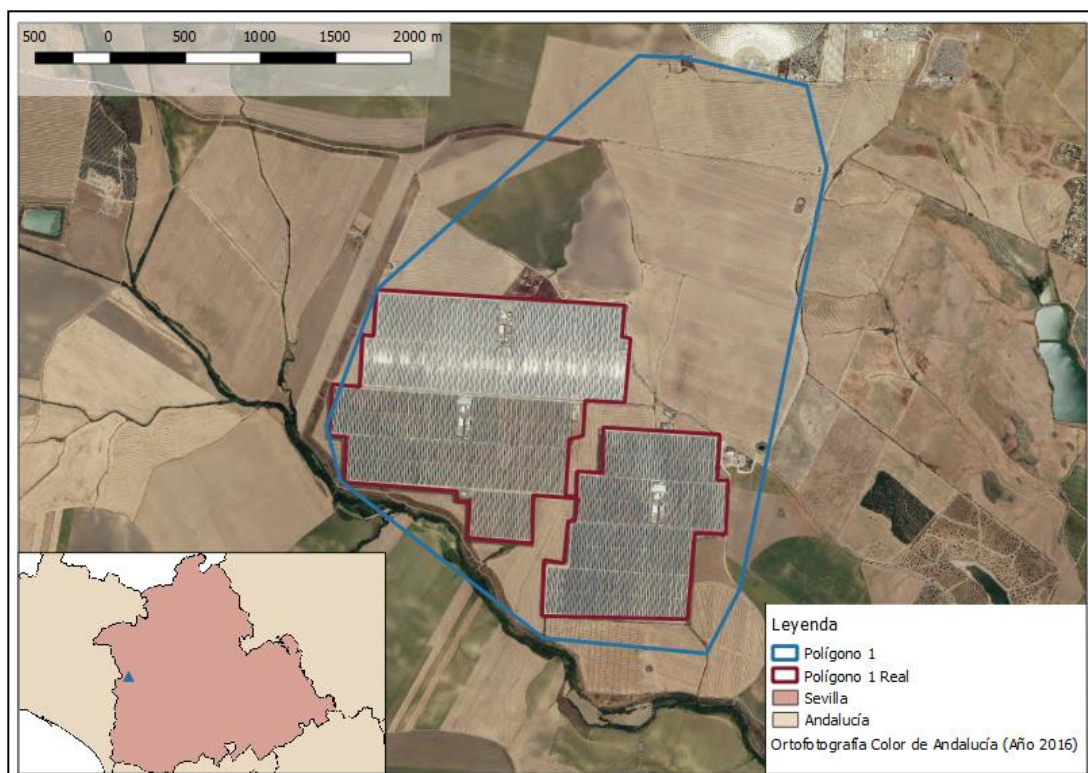 500 0 500 1000 1500 2000 m
Leyenda
Polígono 1
Polígono 1 Real
Sevilla
Andalucía
Ortofotografía Color de Andalucía (Año 2016)